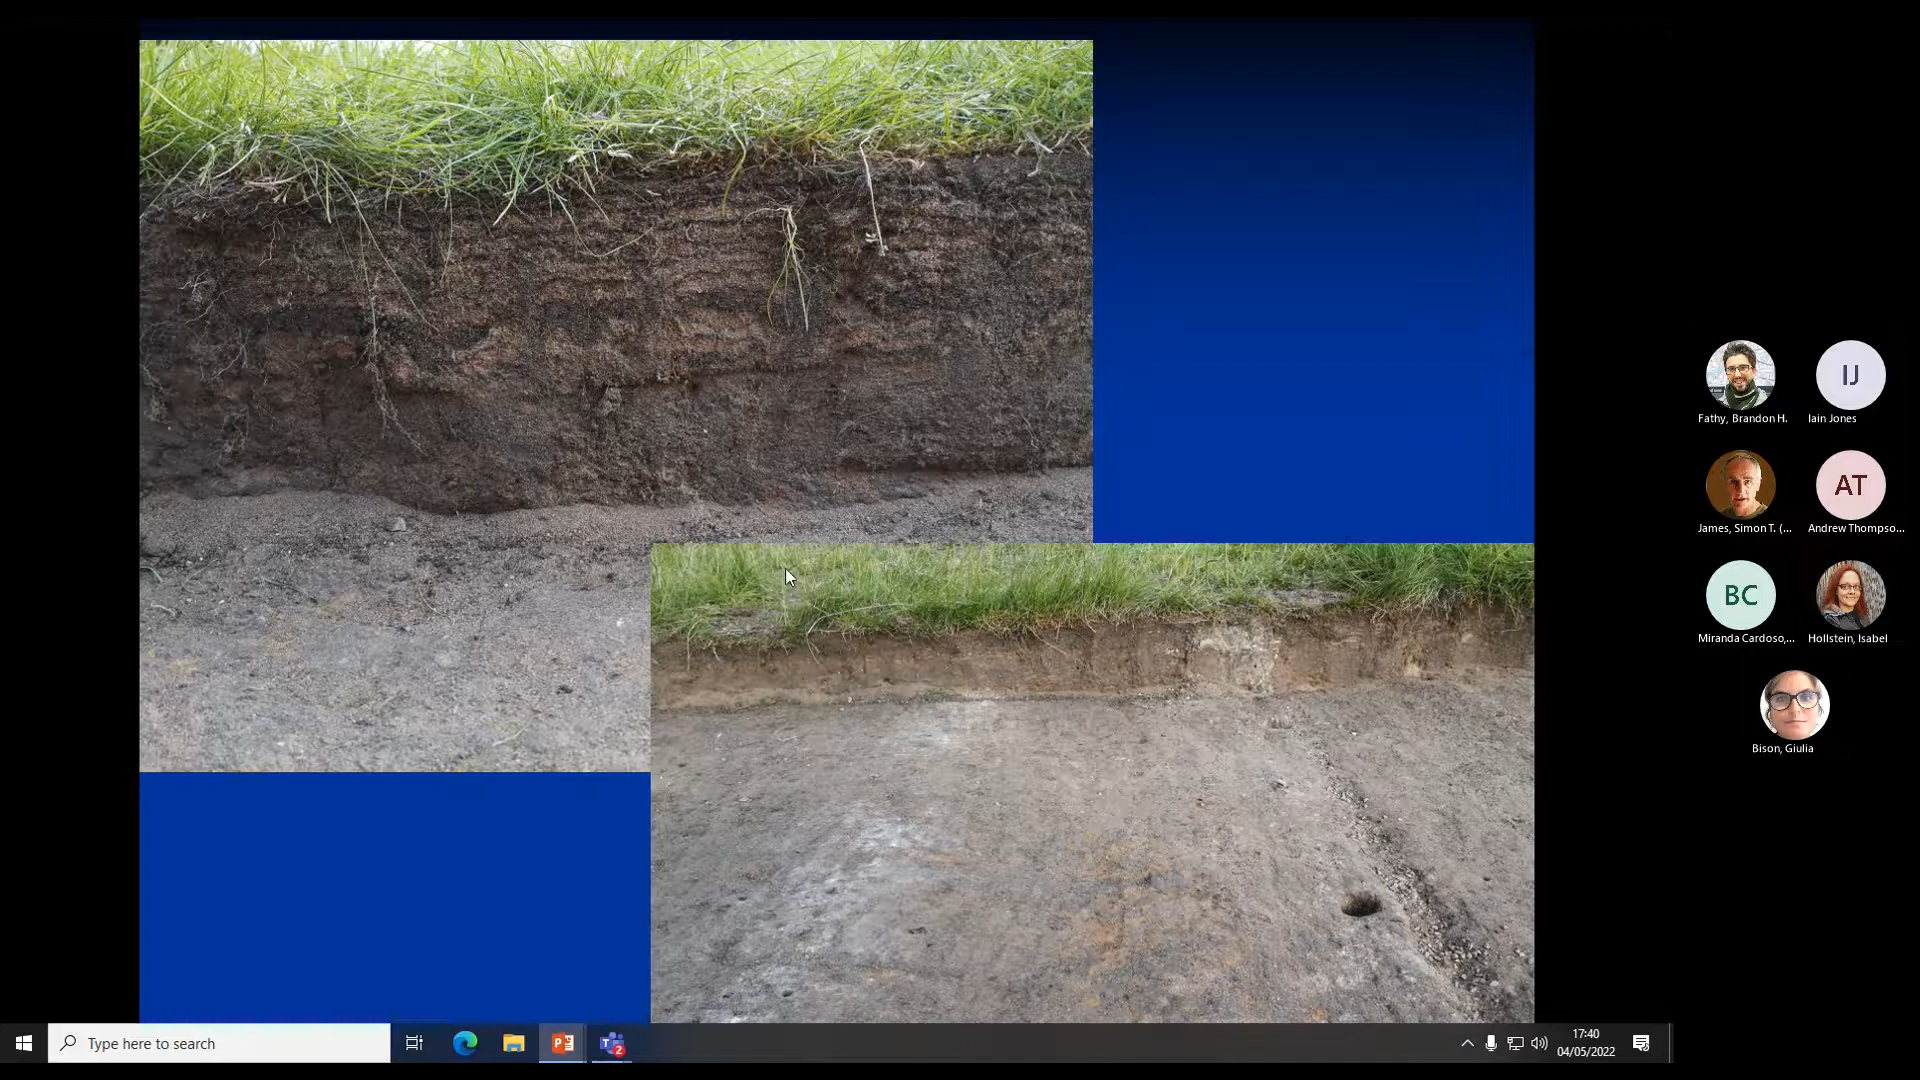 Fathy, Brandon H.
IJ
Iain Jones
James, Simon T. (...
AT
Andrew Thompso...
BC
Miranda Cardoso,...
Hollstein, Isabel
Bison, Giulia
Type here to search
2
17:40
04/05/2022